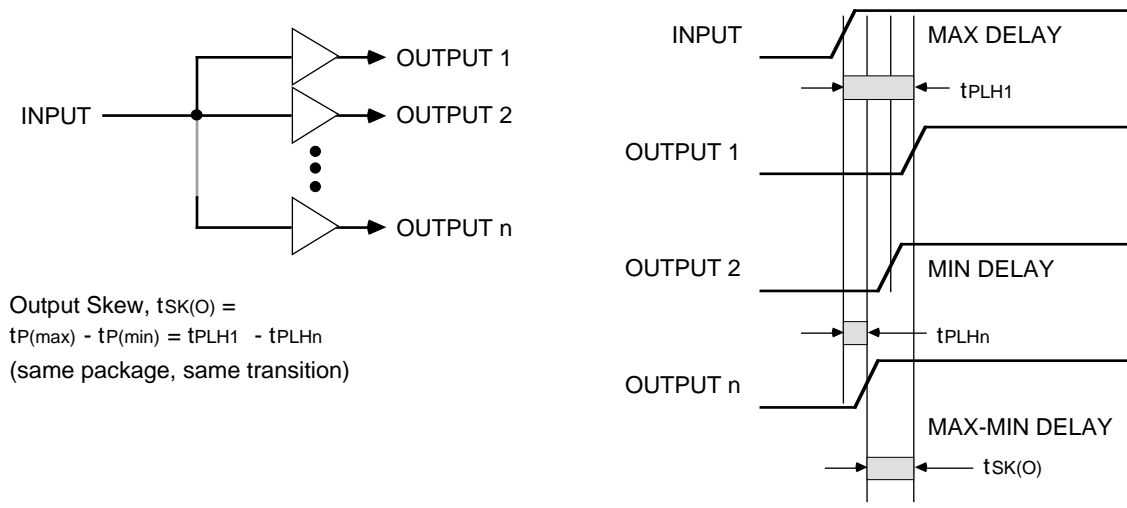 OUTPUT 1
INPUT
OUTPUT 2
OUTPUT n
Output Skew, tSK(O) =
tP(max) - tP(min) = tPLH1 - tPLHn
(same package, same transition)
INPUT
MAX DELAY
tPLH1
OUTPUT 1
OUTPUT 2
MIN DELAY
tPLHn
OUTPUT n
MAX-MIN DELAY
tSK(O)